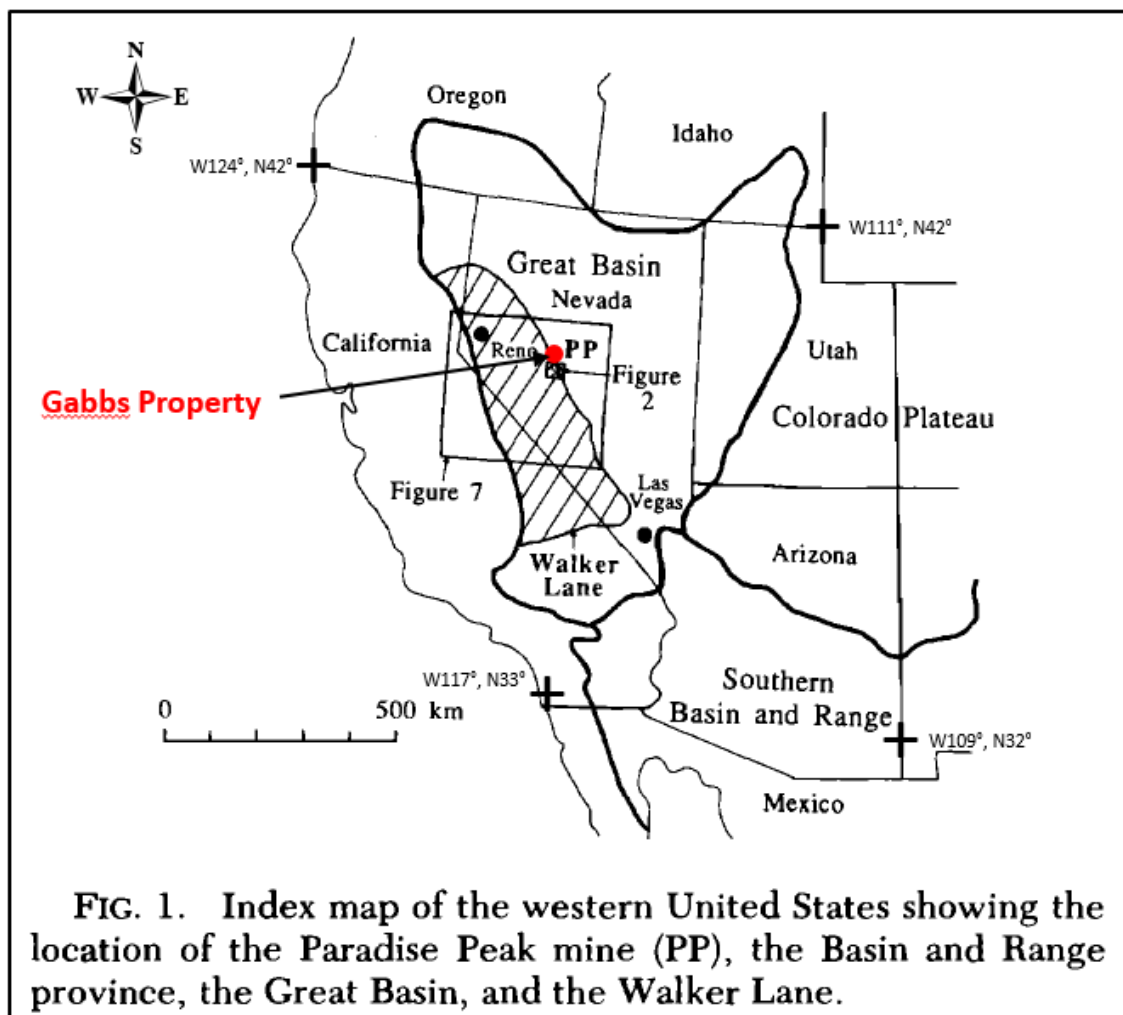 N
W E
S
Oregon
Idaho
W124°, N42°
W111°, N42°
Great Basin
Nevada
California
Reno
PP
Utah
Figure
2
Gabbs Property
Colorado Plateau
Figure 7
Las
Vegas
Walker
Lane
Arizona
W117°, N33°
Southern
Basin and Range
0 500 km
W109°, N32°
Mexico
FIG. 1. Index map of the western United States showing the
location of the Paradise Peak mine (PP), the Basin and Range
province, the Great Basin, and the Walker Lane.